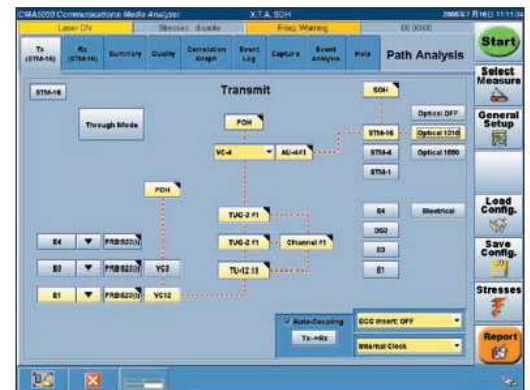 CMA5000 Communications Media Analyzer X.T.A. SDH
Laser ON Stresses : disable Freq. Warning
Tx (STM-16) Rx (STM-16) Summary Quality Correlation Graph Event Log Capture Event Analysis Help Path Analysis
Start
Select Measure
General Setup
Load Config.
Save Config.
Stresses
Report
Transmit
STM-16
Through Mode
SOH
POH
VC-4 AU-4 #1
STM-16 Optical 1310
Optical OFF
STM-4 Optical 1550
STM-1
POH
TUG-3 #1
TUG-2 #1 Channel #1
TU-12 #1
E4 Electrical
DS3
E3
E1
E4
E3 VC3
E1 VC12
Auto-Coupling
Tx->Rx
ECC Insert: OFF
Internal Clock